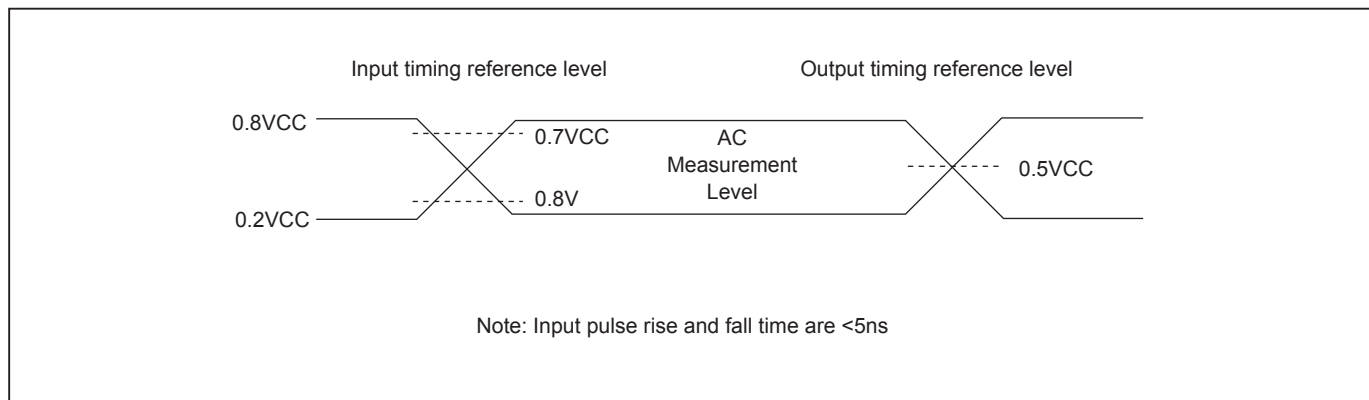 Input timing reference level
Output timing reference level
0.8VCC
0.7VCC
AC
Measurement
Level
0.5VCC
0.8V
0.2VCC
Note: Input pulse rise and fall time are <5ns